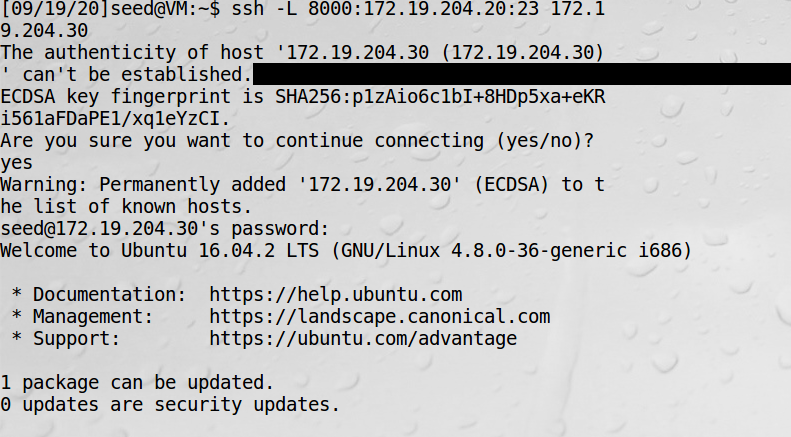 [09/19/20]seed@VM:~$ ssh -L 8000:172.19.204.20:23 172.1
9.204.30
The authenticity of host '172.19.204.30 (172.19.204.30)
' can't be established.
ECDSA key fingerprint is SHA256:p1zAio6c1bI+8HDp5xa+eKR
i561aFDaPE1/xq1eYzCI.
Are you sure you want to continue connecting (yes/no)?
yes
Warning: Permanently added '172.19.204.30' (ECDSA) to t
he list of known hosts.
seed@172.19.204.30's password:
Welcome to Ubuntu 16.04.2 LTS (GNU/Linux 4.8.0-36-generic i686)
* Documentation:  https://help.ubuntu.com
* Management:     https://landscape.canonical.com
* Support:        https://ubuntu.com/advantage
1 package can be updated.
0 updates are security updates.